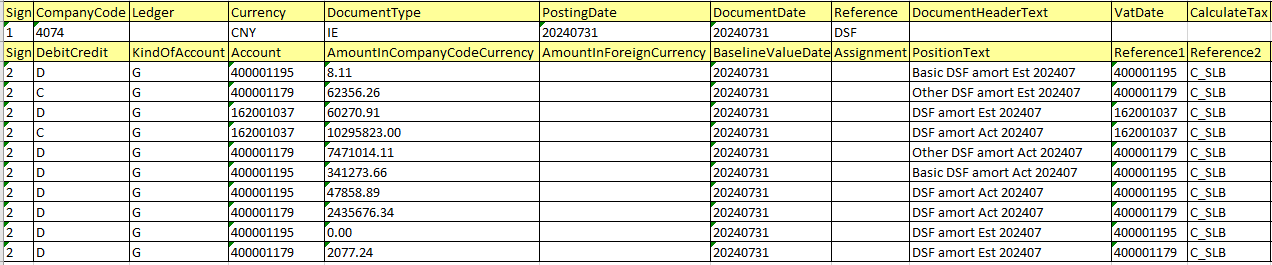 Sign CompanyCode Ledger Currency DocumentType PostingDate DocumentDate Reference DocumentHeaderText VatDate CalculateTax
1 4074 CNY IE 20240731 20240731 DSF
Sign DebitCredit KindOfAccount Account AmountInCompanyCodeCurrency AmountInForeignCurrency BaselineValueDate Assignment PositionText Reference1 Reference2
2 D G 400001195 8.11 20240731 Basic DSF amort Est 202407 400001195 C_SLB
2 C G 400001179 62356.26 20240731 Other DSF amort Est 202407 400001179 C_SLB
2 D G 162001037 60270.91 20240731 DSF amort Est 202407 162001037 C_SLB
2 C G 162001037 10295823.00 20240731 DSF amort Act 202407 162001037 C_SLB
2 D G 400001179 7471014.11 20240731 Other DSF amort Act 202407 400001179 C_SLB
2 D G 400001195 341273.66 20240731 Basic DSF amort Act 202407 400001195 C_SLB
2 D G 400001195 47858.89 20240731 DSF amort Act 202407 400001195 C_SLB
2 D G 400001179 2435676.34 20240731 DSF amort Act 202407 400001179 C_SLB
2 D G 400001195 0.00 20240731 DSF amort Est 202407 400001195 C_SLB
2 D G 400001179 2077.24 20240731 DSF amort Est 202407 400001179 C_SLB